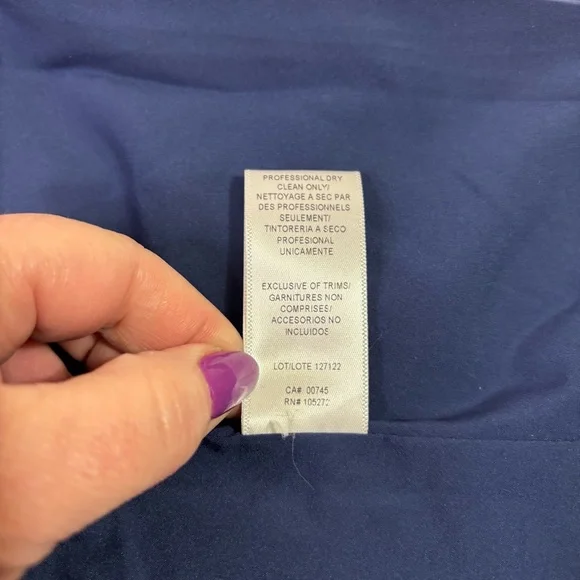 PROFESSIONAL DRY
CLEAN ONLY/
NETTOYAGE A SEC PAR
DES PROFESSIONNELS
SEULEMENT/
TINTORERIA A SECO
PROFESIONAL
UNICAMENTE
EXCLUSIVE OF TRIMS/
GARNITURES NON
COMPRISES/
ACCESORIOS NO
INCLUIDOS
LOT/LOTE 127122
CA# 00745
RN# 105272